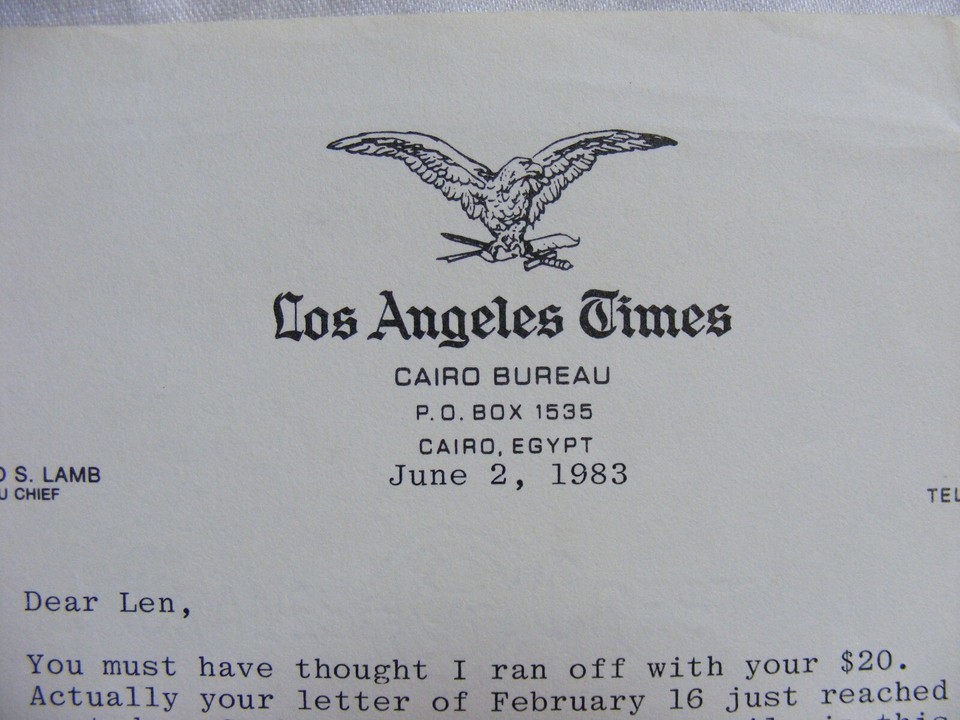 Los Angeles Times
CAIRO BUREAU
P.O. BOX 1535
CAIRO, EGYPT
S. LAMB
June 2, 1983
CHIEF
Dear Len,
You must have thought I ran off with your $20.
Actually your letter of February 16 just reached